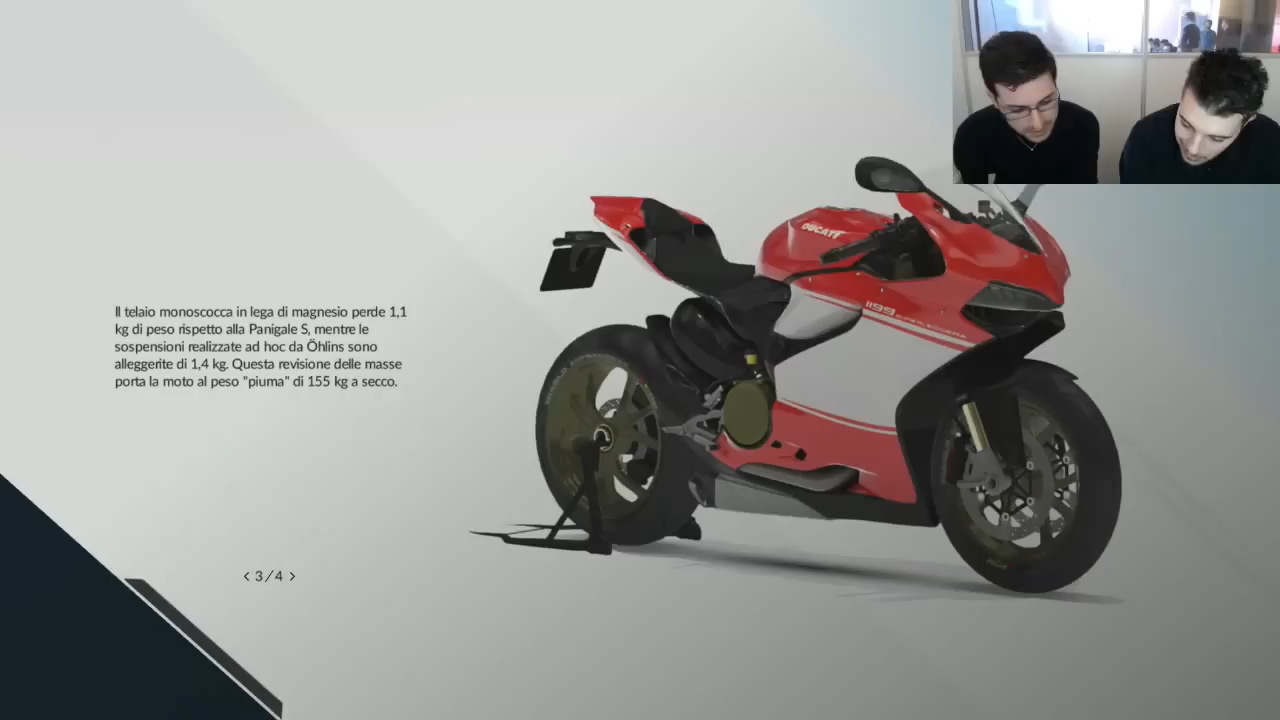 DUCATI
1199
Il telaio monoscocca in lega di magnesio perde 1,1
kg di peso rispetto alla Panigale S, mentre le
sospensioni realizzate ad hoc da Öhlins sono
alleggerite di 1,4 kg. Questa revisione delle masse
porta la moto al peso "piuma" di 155 kg a secco.
< 3/4 >